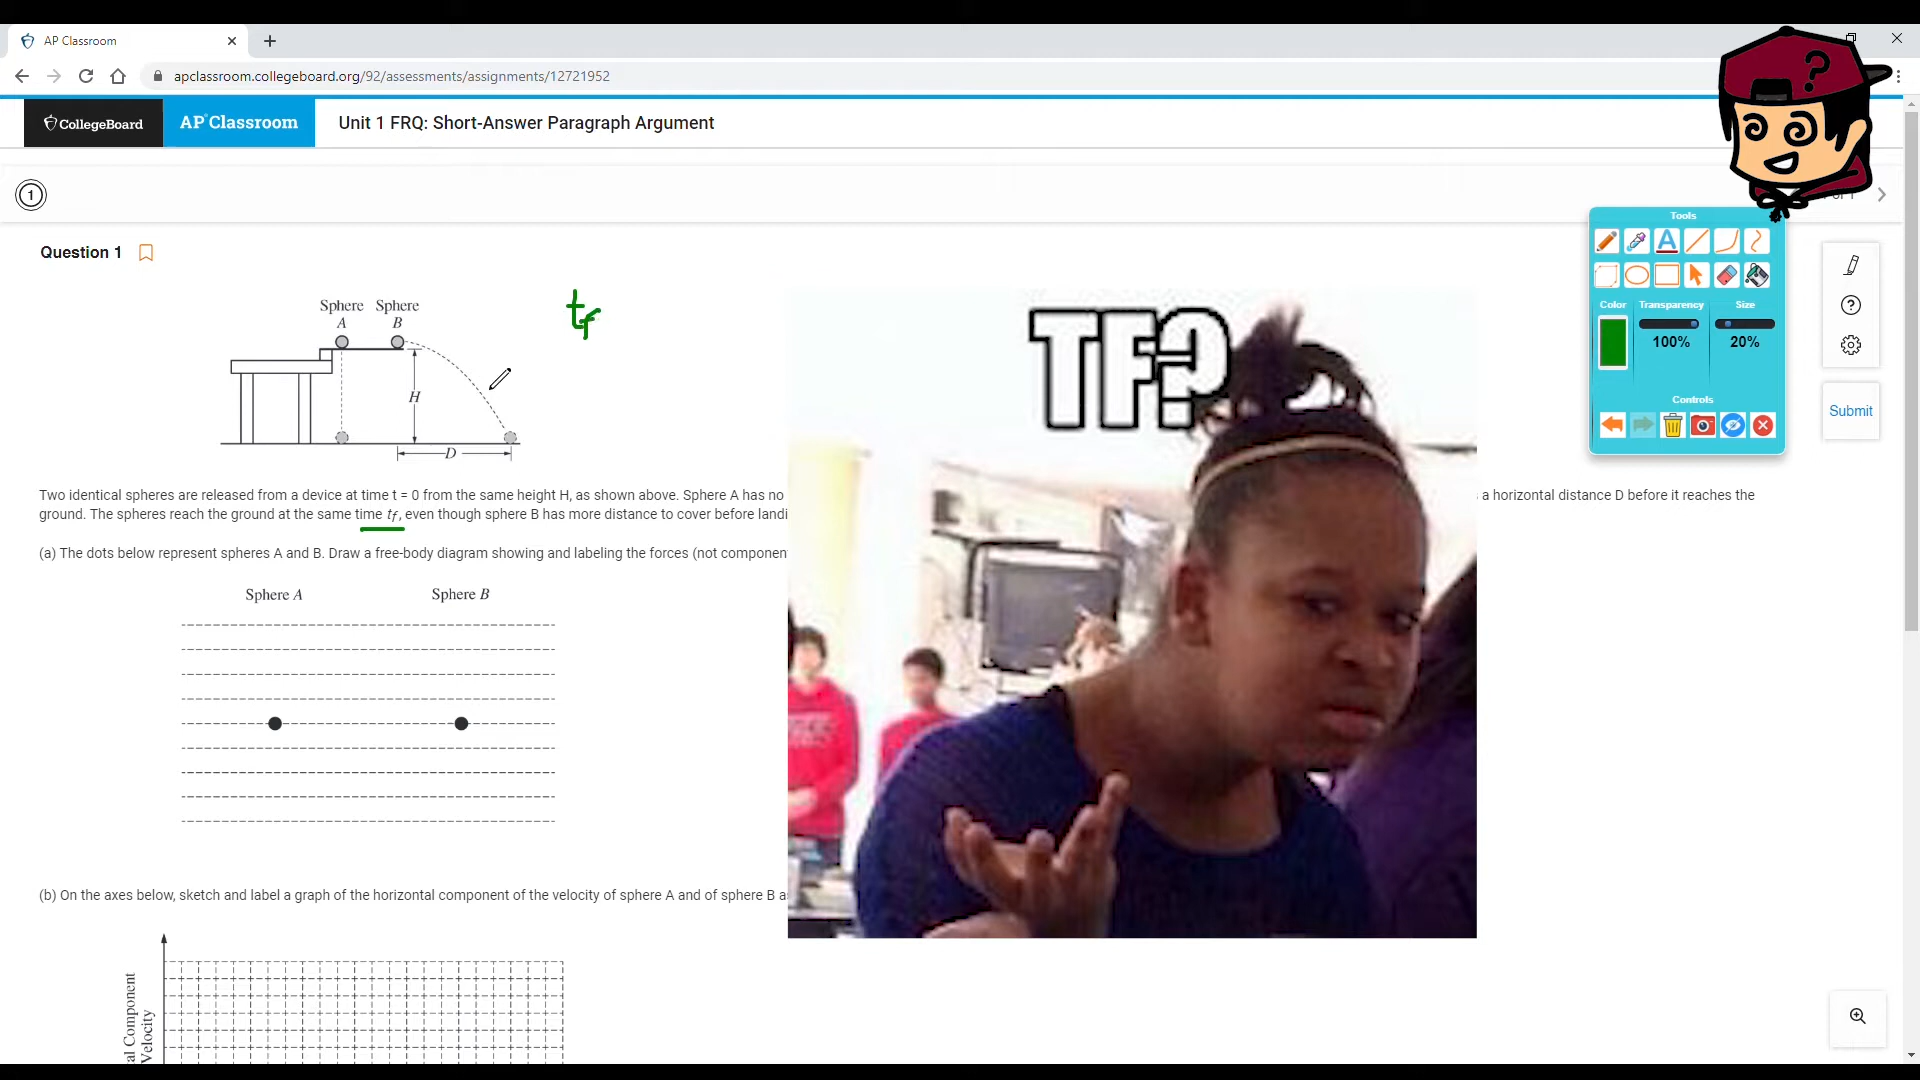 AP Classroom
apclassroom.collegeboard.org/92/assessments/assignments/12721952
CollegeBoard
AP Classroom
Unit 1 FRQ: Short-Answer Paragraph Argument
?
1
Tools
Color
Transparency
Size
100%
20%
Controls
Submit
Question 1
Sphere A
Sphere B
tf
TF?
H
D
Two identical spheres are released from a device at time t = 0 from the same height H, as shown above. Sphere A has no
a horizontal distance D before it reaches the
ground. The spheres reach the ground at the same time tf, even though sphere B has more distance to cover before landi
(a) The dots below represent spheres A and B. Draw a free-body diagram showing and labeling the forces (not componen
Sphere A
Sphere B
(b) On the axes below, sketch and label a graph of the horizontal component of the velocity of sphere A and of sphere B a
al Component
Velocity